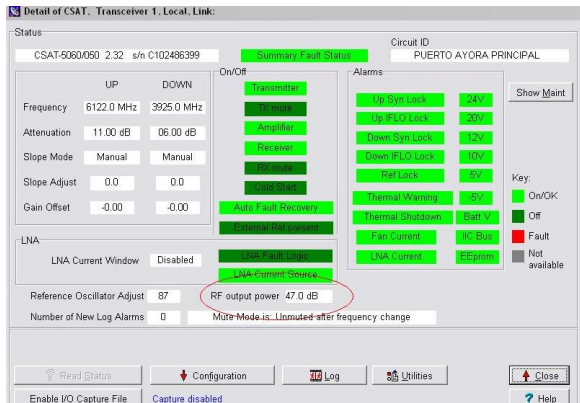 Detail of CSAT, Transceiver 1, Local, Link:
Status
CSAT-5060/050 2.32 s/n C102486399
Summary Fault Status
Circuit ID
PUERTO AYORA PRINCIPAL
UP DOWN
Frequency 6122.0 MHz 3925.0 MHz
Attenuation 11.00 dB 06.00 dB
Slope Mode Manual Manual
Slope Adjust 0.0 0.0
Gain Offset -0.00 -0.00
On/Off
Transmitter
TX mute
Amplifier
Receiver
RX mute
Cold Start
Auto Fault Recovery
External Ref present
LNA Fault Logic
LNA Current Source
Alarms
Up Syn Lock 24V
Up IFLO Lock 20V
Down Syn Lock 12V
Down IFLO Lock 10V
Ref Lock 5V
Thermal Warning -5V
Thermal Shutdown Batt V
Fan Current IIC Bus
LNA Current EEprom
Show Maint
Key:
On/OK
Off
Fault
Not
available
LNA
LNA Current Window Disabled
Reference Oscillator Adjust 87 RF output power 47.0 dB
Number of New Log Alarms 0 Mute Mode is: Unmuted after frequency change
? Read Status Configuration Log Utilities Close
Enable I/O Capture File Capture disabled ? Help